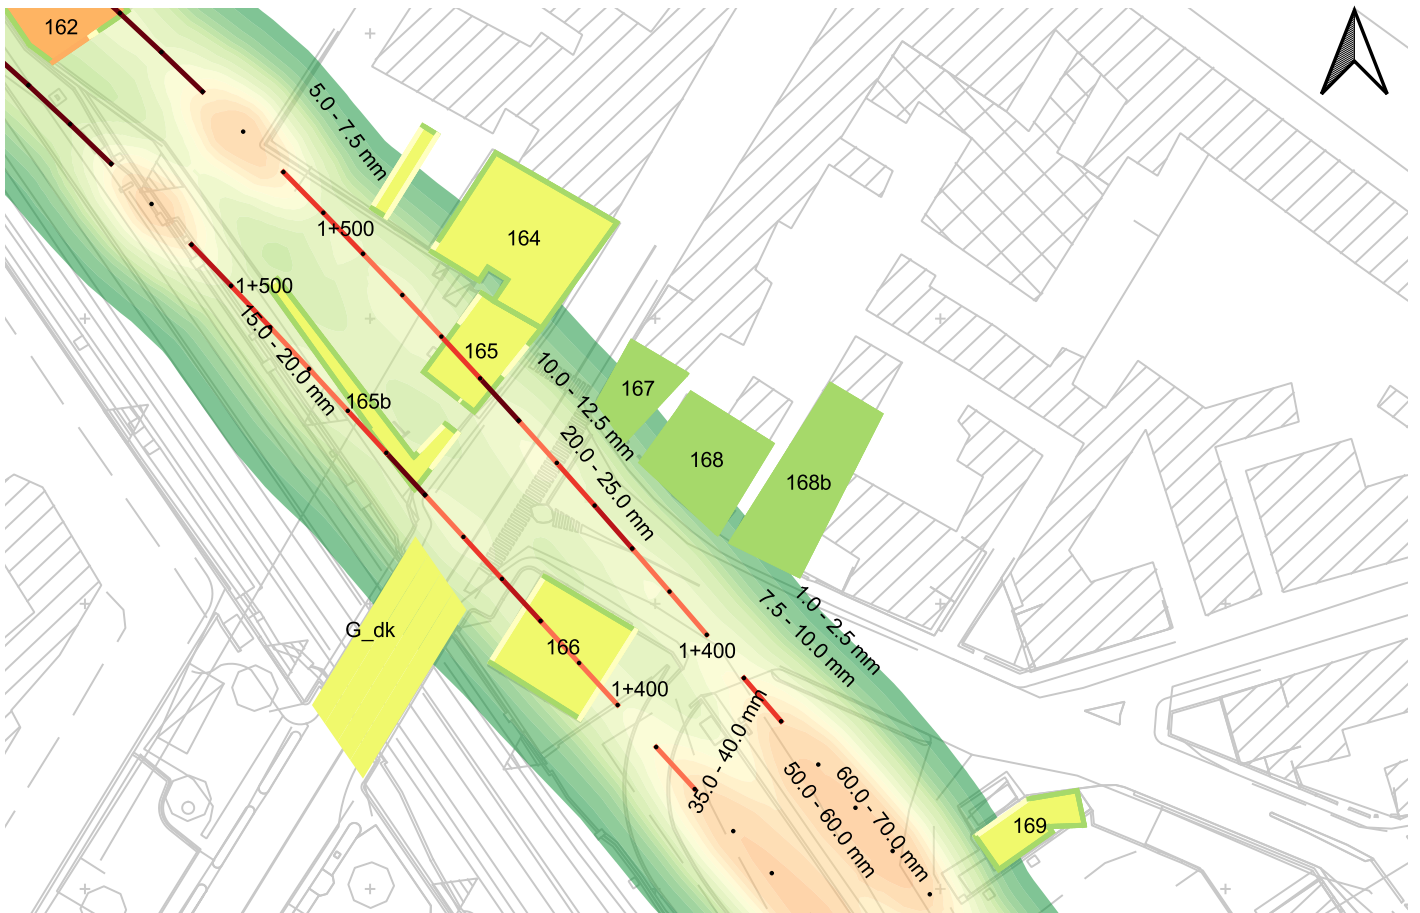 162
5.0 - 7.5 mm
1+500
164
1+500
15.0 - 20.0 mm
165
165b
10.0 - 12.5 mm
167
20.0 - 25.0 mm
168
168b
G_dk
166
1+400
1+400
1.0 - 2.5 mm
7.5 - 10.0 mm
35.0 - 40.0 mm
50.0 - 60.0 mm
60.0 - 70.0 mm
169